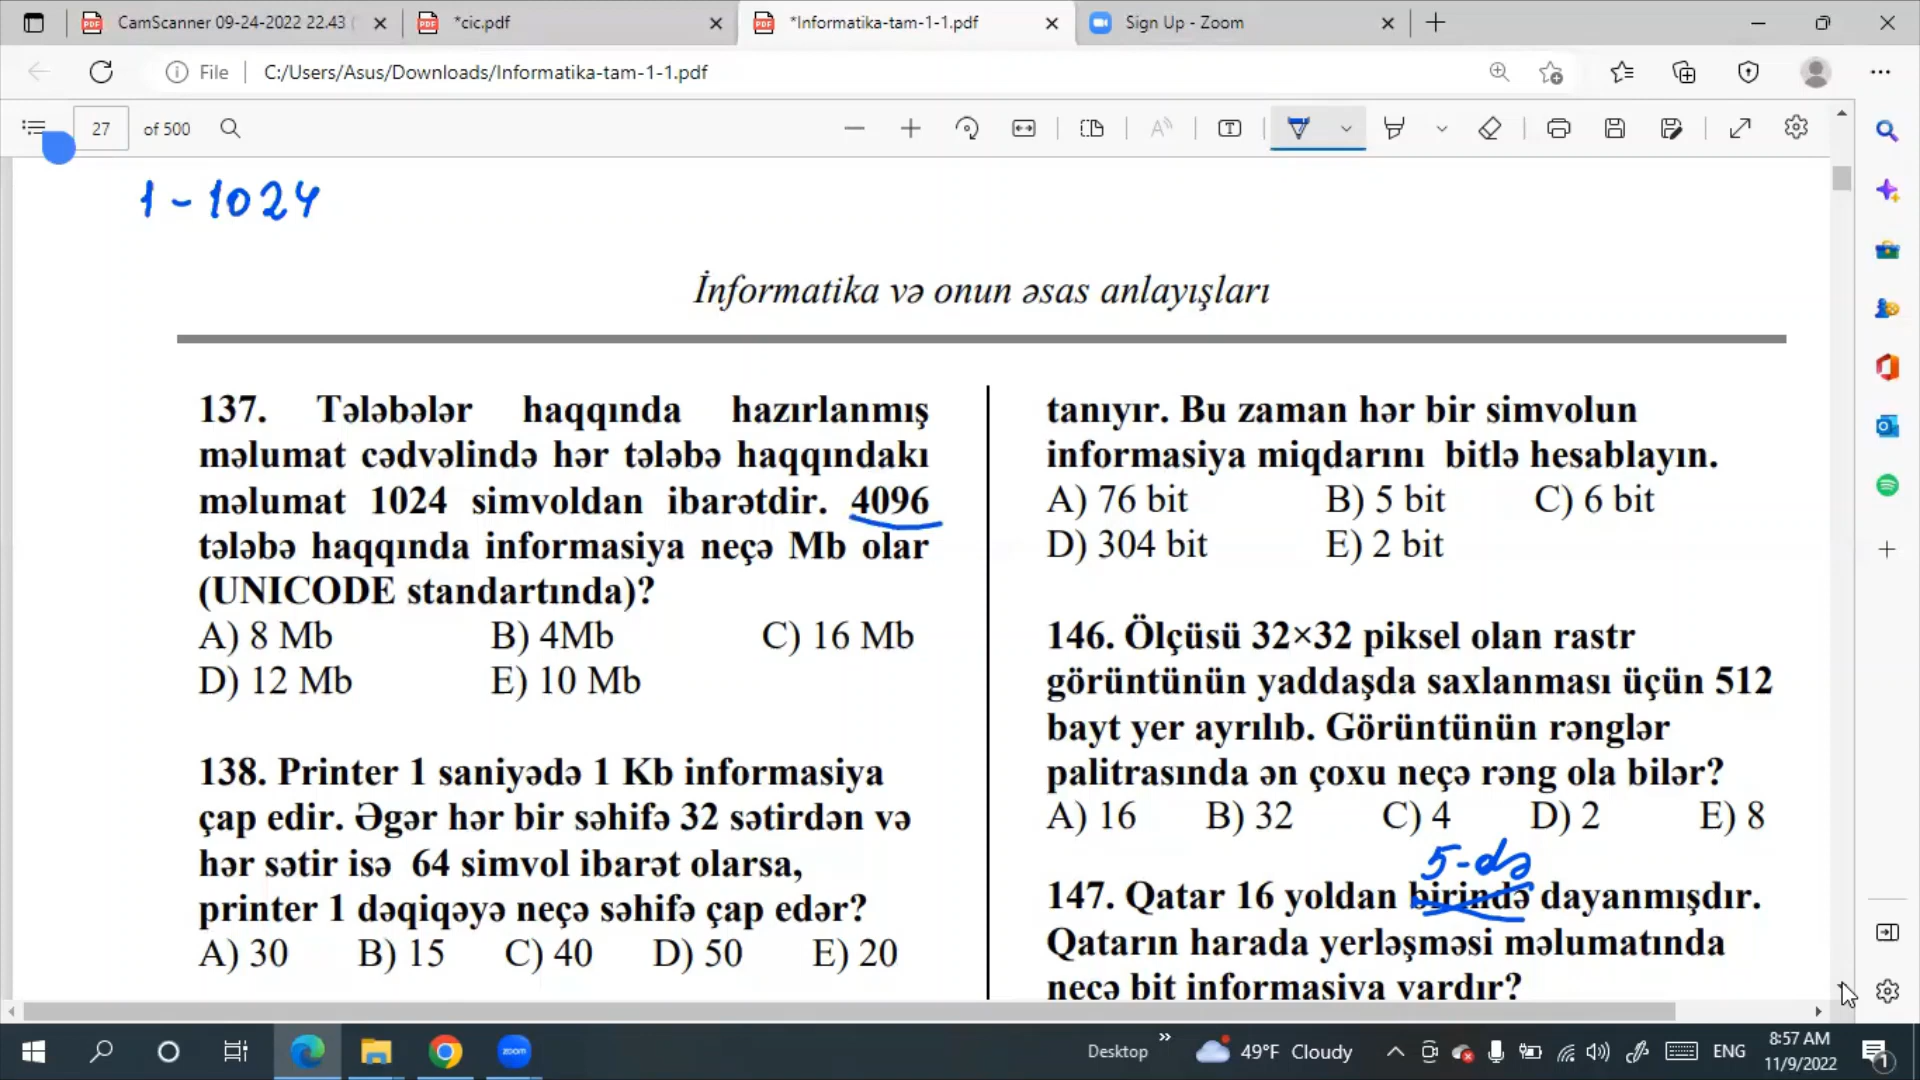 CamScanner 09-24-2022 22.43 (
*cic.pdf
*Informatika-tam-1-1.pdf
Sign Up - Zoom
File
C:/Users/Asus/Downloads/Informatika-tam-1-1.pdf
27
of 500
1 - 1024
İnformatika və onun əsas anlayışları
137. Tələbələr haqqında hazırlanmış
məlumat cədvəlində hər tələbə haqqındakı
məlumat 1024 simvoldan ibarətdir. 4096
tələbə haqqında informasiya neçə Mb olar
(UNICODE standartında)?
A) 8 Mb B) 4Mb C) 16 Mb
D) 12 Mb E) 10 Mb
138. Printer 1 saniyədə 1 Kb informasiya
çap edir. Əgər hər bir səhifə 32 sətirdən və
hər sətir isə 64 simvol ibarət olarsa,
printer 1 dəqiqəyə neçə səhifə çap edər?
A) 30 B) 15 C) 40 D) 50 E) 20
tanıyır. Bu zaman hər bir simvolun
informasiya miqdarını bitlə hesablayın.
A) 76 bit B) 5 bit C) 6 bit
D) 304 bit E) 2 bit
146. Ölçüsü 32×32 piksel olan rastr
görüntünün yaddaşda saxlanması üçün 512
bayt yer ayrılıb. Görüntünün rənglər
palitrasında ən çoxu neçə rəng ola bilər?
A) 16 B) 32 C) 4 D) 2 E) 8
5-də
147. Qatar 16 yoldan birində dayanmışdır.
Qatarın harada yerləşməsi məlumatında
neçə bit informasiya vardır?
zoom
Desktop
49°F Cloudy
ENG
8:57 AM
11/9/2022
1